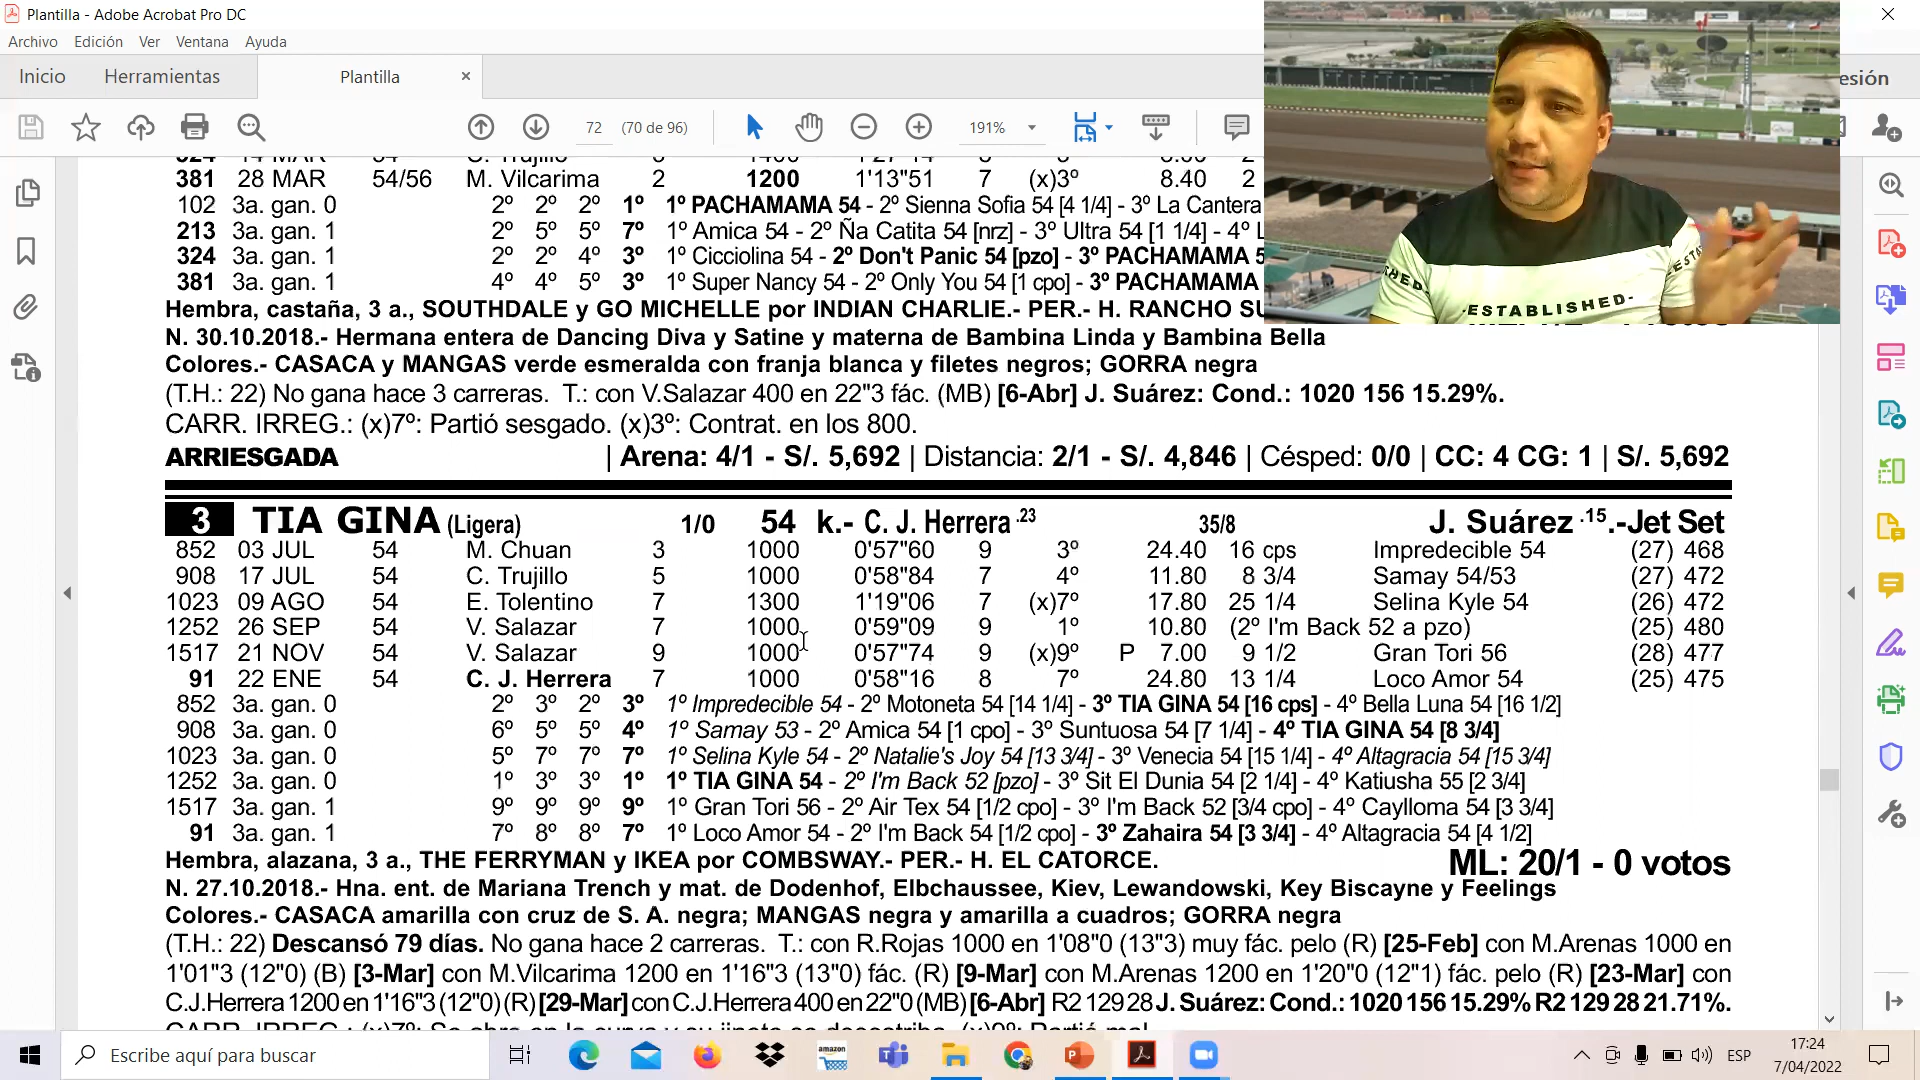 Plantilla - Adobe Acrobat Pro DC
Archivo Edición Ver Ventana Ayuda
Inicio Herramientas Plantilla × esión
72 (70 de 96) 191%
381 28 MAR 54/56 M. Vilcarima 2 1200 1'13"51 7 (x)3º 8.40 2
102 3a. gan. 0 2º 2º 2º 1º 1º PACHAMAMA 54 - 2º Sienna Sofia 54 [4 1/4] - 3º La Cantera
213 3a. gan. 1 2º 5º 5º 7º 1º Amica 54 - 2º Ña Catita 54 [nrz] - 3º Ultra 54 [1 1/4] - 4º
324 3a. gan. 1 2º 2º 4º 3º 1º Cicciolina 54 - 2º Don't Panic 54 [pzo] - 3º PACHAMAMA
381 3a. gan. 1 4º 4º 5º 3º 1º Super Nancy 54 - 2º Only You 54 [1 cpo] - 3º PACHAMAMA
-ESTABLISHED-
Hembra, castaña, 3 a., SOUTHDALE y GO MICHELLE por INDIAN CHARLIE.- PER.- H. RANCHO
N. 30.10.2018.- Hermana entera de Dancing Diva y Satine y materna de Bambina Linda y Bambina Bella
Colores.- CASACA y MANGAS verde esmeralda con franja blanca y filetes negros; GORRA negra
(T.H.: 22) No gana hace 3 carreras. T.: con V.Salazar 400 en 22"3 fác. (MB) [6-Abr] J. Suárez: Cond.: 1020 156 15.29%.
CARR. IRREG.: (x)7º: Partió sesgado. (x)3º: Contrat. en los 800.
ARRIESGADA | Arena: 4/1 - S/. 5,692 | Distancia: 2/1 - S/. 4,846 | Césped: 0/0 | CC: 4 CG: 1 | S/. 5,692
3 TIA GINA (Ligera) 1/0 54 k.- C. J. Herrera .23 35/8 J. Suárez .15.-Jet Set
852 03 JUL 54 M. Chuan 3 1000 0'57"60 9 3º 24.40 16 cps Impredecible 54 (27) 468
908 17 JUL 54 C. Trujillo 5 1000 0'58"84 7 4º 11.80 8 3/4 Samay 54/53 (27) 472
1023 09 AGO 54 E. Tolentino 7 1300 1'19"06 7 (x)7º 17.80 25 1/4 Selina Kyle 54 (26) 472
1252 26 SEP 54 V. Salazar 7 1000 0'59"09 9 1º 10.80 (2º I'm Back 52 a pzo) (25) 480
1517 21 NOV 54 V. Salazar 9 1000 0'57"74 9 (x)9º P 7.00 9 1/2 Gran Tori 56 (28) 477
91 22 ENE 54 C. J. Herrera 7 1000 0'58"16 8 7º 24.80 13 1/4 Loco Amor 54 (25) 475
852 3a. gan. 0 2º 3º 2º 3º 1º Impredecible 54 - 2º Motoneta 54 [14 1/4] - 3º TIA GINA 54 [16 cps] - 4º Bella Luna 54 [16 1/2]
908 3a. gan. 0 6º 5º 5º 4º 1º Samay 53 - 2º Amica 54 [1 cpo] - 3º Suntuosa 54 [7 1/4] - 4º TIA GINA 54 [8 3/4]
1023 3a. gan. 0 5º 7º 7º 7º 1º Selina Kyle 54 - 2º Natalie's Joy 54 [13 3/4] - 3º Venecia 54 [15 1/4] - 4º Altagracia 54 [15 3/4]
1252 3a. gan. 0 1º 3º 3º 1º 1º TIA GINA 54 - 2º I'm Back 52 [pzo] - 3º Sit El Dunia 54 [2 1/4] - 4º Katiusha 55 [2 3/4]
1517 3a. gan. 1 9º 9º 9º 9º 1º Gran Tori 56 - 2º Air Tex 54 [1/2 cpo] - 3º I'm Back 52 [3/4 cpo] - 4º Caylloma 54 [3 3/4]
91 3a. gan. 1 7º 8º 8º 7º 1º Loco Amor 54 - 2º I'm Back 54 [1/2 cpo] - 3º Zahaira 54 [3 3/4] - 4º Altagracia 54 [4 1/2]
Hembra, alazana, 3 a., THE FERRYMAN y IKEA por COMBSWAY.- PER.- H. EL CATORCE. ML: 20/1 - 0 votos
N. 27.10.2018.- Hna. ent. de Mariana Trench y mat. de Dodenhof, Elbchaussee, Kiev, Lewandowski, Key Biscayne y Feelings
Colores.- CASACA amarilla con cruz de S. A. negra; MANGAS negra y amarilla a cuadros; GORRA negra
(T.H.: 22) Descansó 79 días. No gana hace 2 carreras. T.: con R.Rojas 1000 en 1'08"0 (13"3) muy fác. pelo (R) [25-Feb] con M.Arenas 1000 en
1'01"3 (12"0) (B) [3-Mar] con M.Vilcarima 1200 en 1'16"3 (13"0) fác. (R) [9-Mar] con M.Arenas 1200 en 1'20"0 (12"1) fác. pelo (R) [23-Mar] con
C.J.Herrera 1200 en 1'16"3 (12"0) (R) [29-Mar] con C.J.Herrera 400 en 22"0 (MB) [6-Abr] R2 129 28 J. Suárez: Cond.: 1020 156 15.29% R2 129 28 21.71%.
Escribe aquí para buscar
amazon
ESP
17:24
7/04/2022